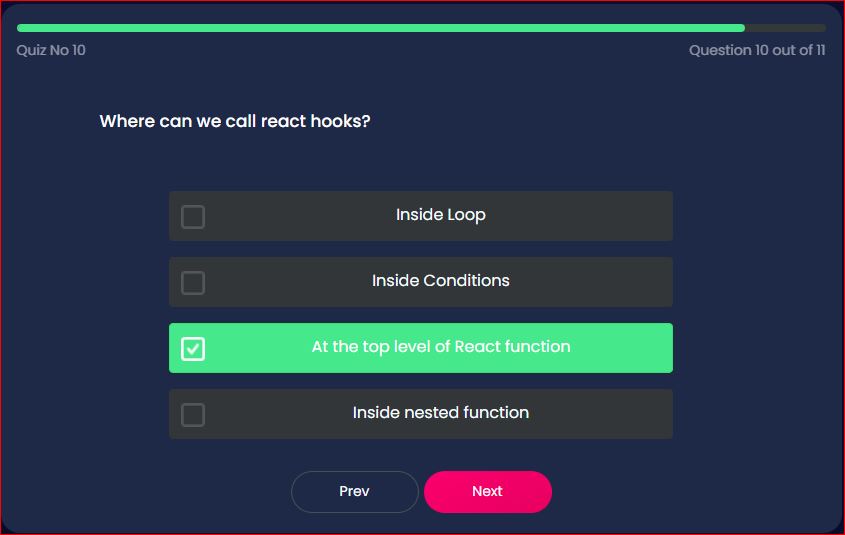 Quiz No 10
Question 10 out of 11
Where can we call react hooks?
Inside Loop
Inside Conditions
At the top level of React function
Inside nested function
Prev
Next